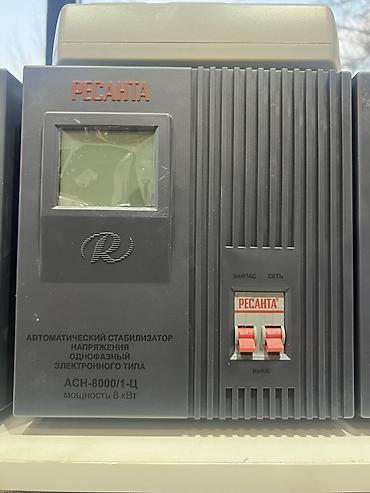 РЕСАНТА
R
БАЙПАС СЕТЬ
РЕСАНТА
ВЫКЛ
АВТОМАТИЧЕСКИЙ СТАБИЛИЗАТОР
НАПРЯЖЕНИЯ
ОДНОФАЗНЫЙ
ЭЛЕКТРОННОГО ТИПА
АСН-8000/1-Ц
мощность 8 кВт